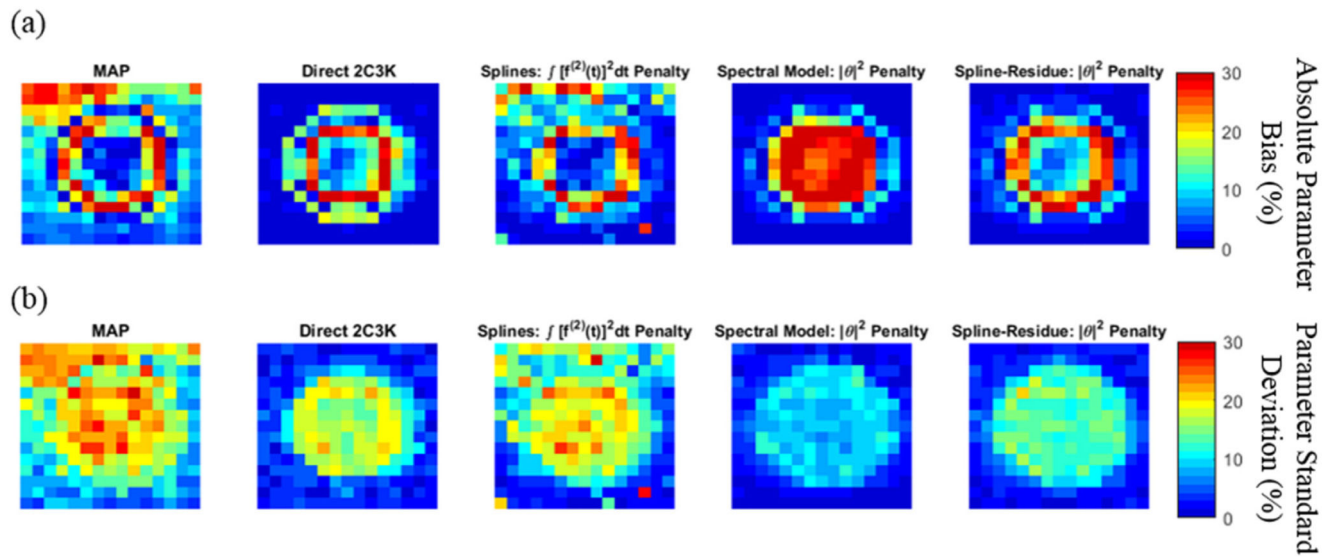 (a)
MAP
Direct 2C3K
Splines: ∫ [f⁽²⁾(t)]²dt Penalty
Spectral Model: |θ|² Penalty
Spline-Residue: |θ|² Penalty
30
20
10
0
Absolute Parameter
Bias (%)
(b)
MAP
Direct 2C3K
Splines: ∫ [f⁽²⁾(t)]²dt Penalty
Spectral Model: |θ|² Penalty
Spline-Residue: |θ|² Penalty
30
20
10
0
Parameter Standard
Deviation (%)